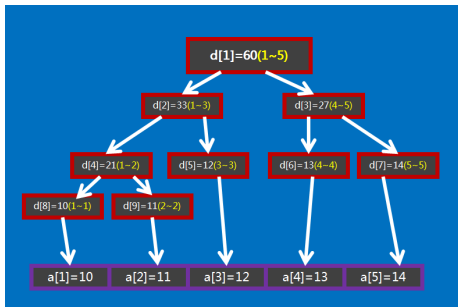 d[1]=60(1~5)
d[2]=33(1~3)
d[3]=27(4~5)
d[4]=21(1~2)
d[5]=12(3~3)
d[6]=13(4~4)
d[7]=14(5~5)
d[8]=10(1~1)
d[9]=11(2~2)
a[1]=10
a[2]=11
a[3]=12
a[4]=13
a[5]=14